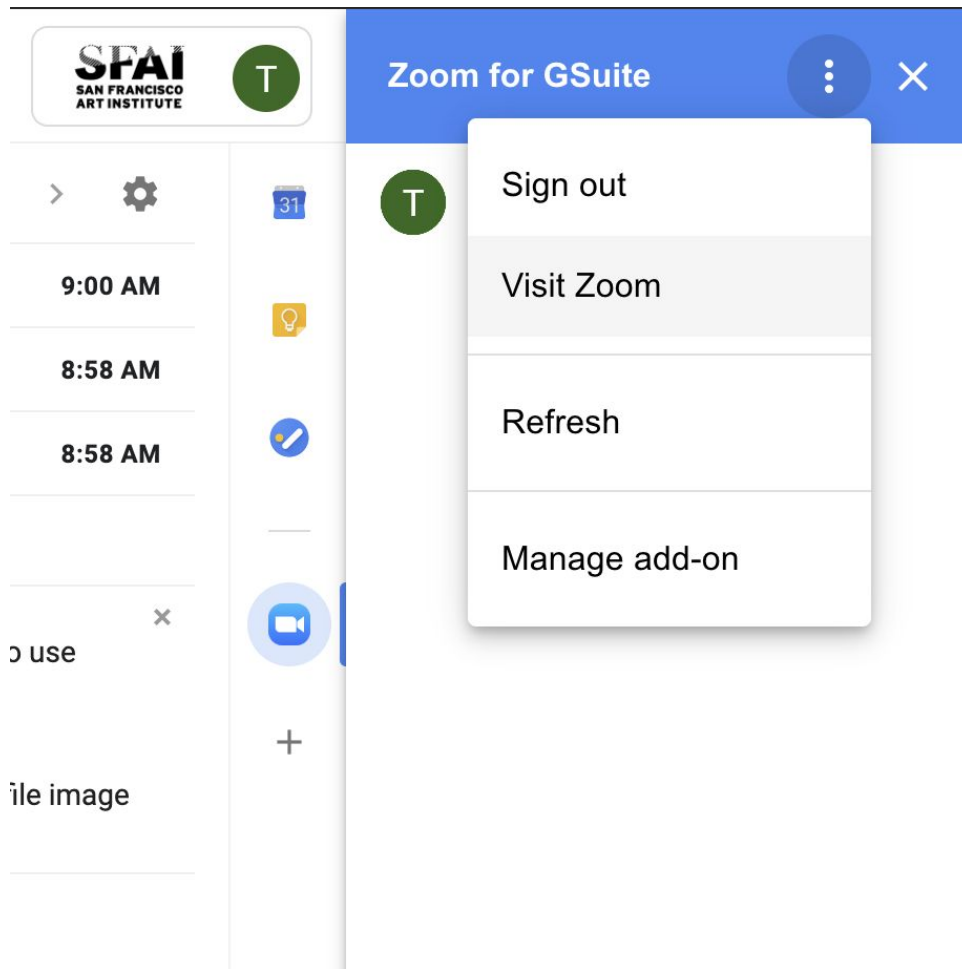 SFAI
SAN FRANCISCO
ART INSTITUTE
T
Zoom for GSuite
T
Sign out
31
9:00 AM
Visit Zoom
8:58 AM
Refresh
8:58 AM
Manage add-on
o use
file image